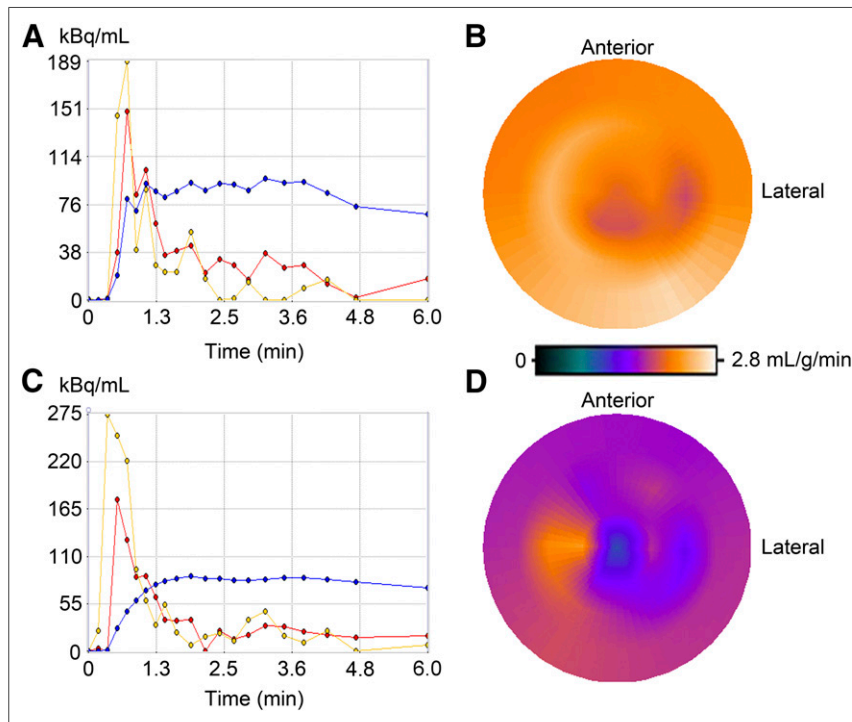 A kBq/mL
189
151
114
76
38
0
0 1.3 2.5 3.6 4.8 6.0
Time (min)
B
Anterior
Lateral
0 2.8 mL/g/min
C kBq/mL
275
220
165
110
55
0
0 1.3 2.5 3.6 4.8 6.0
Time (min)
D
Anterior
Lateral